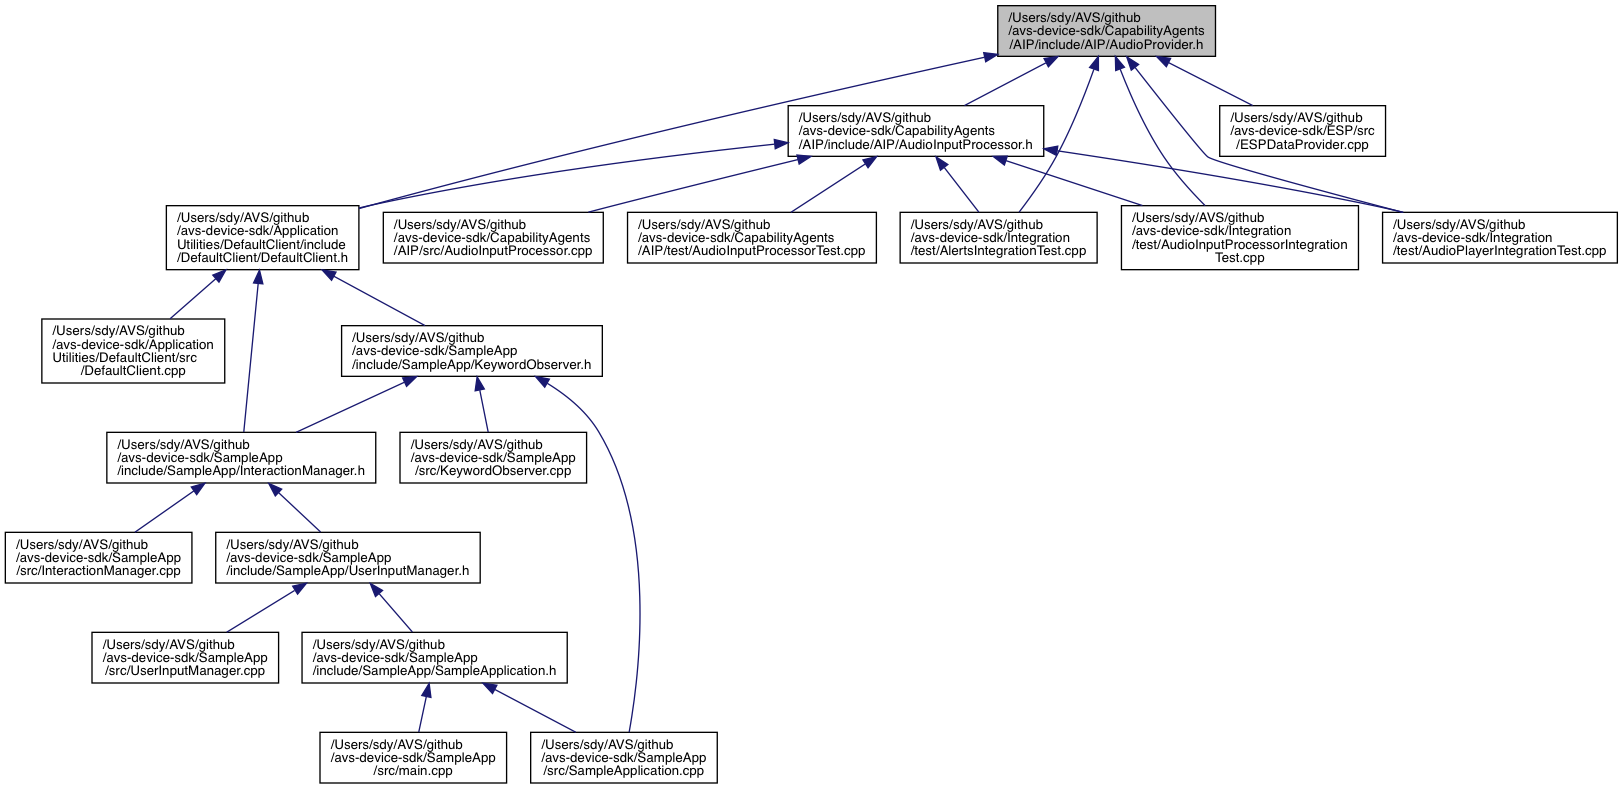 /Users/sdy/AVS/github
/avs-device-sdk/CapabilityAgents
/AIP/include/AIP/AudioProvider.h
/Users/sdy/AVS/github
/avs-device-sdk/CapabilityAgents
/AIP/include/AIP/AudioInputProcessor.h
/Users/sdy/AVS/github
/avs-device-sdk/ESP/src
/ESPDataProvider.cpp
/Users/sdy/AVS/github
/avs-device-sdk/Application
Utilities/DefaultClient/include
/DefaultClient/DefaultClient.h
/Users/sdy/AVS/github
/avs-device-sdk/CapabilityAgents
/AIP/src/AudioInputProcessor.cpp
/Users/sdy/AVS/github
/avs-device-sdk/CapabilityAgents
/AIP/test/AudioInputProcessorTest.cpp
/Users/sdy/AVS/github
/avs-device-sdk/Integration
/test/AlertsIntegrationTest.cpp
/Users/sdy/AVS/github
/avs-device-sdk/Integration
/test/AudioInputProcessorIntegration
Test.cpp
/Users/sdy/AVS/github
/avs-device-sdk/Integration
/test/AudioPlayerIntegrationTest.cpp
/Users/sdy/AVS/github
/avs-device-sdk/Application
Utilities/DefaultClient/src
/DefaultClient.cpp
/Users/sdy/AVS/github
/avs-device-sdk/SampleApp
/include/SampleApp/KeywordObserver.h
/Users/sdy/AVS/github
/avs-device-sdk/SampleApp
/include/SampleApp/InteractionManager.h
/Users/sdy/AVS/github
/avs-device-sdk/SampleApp
/src/KeywordObserver.cpp
/Users/sdy/AVS/github
/avs-device-sdk/SampleApp
/src/InteractionManager.cpp
/Users/sdy/AVS/github
/avs-device-sdk/SampleApp
/include/SampleApp/UserInputManager.h
/Users/sdy/AVS/github
/avs-device-sdk/SampleApp
/src/UserInputManager.cpp
/Users/sdy/AVS/github
/avs-device-sdk/SampleApp
/include/SampleApp/SampleApplication.h
/Users/sdy/AVS/github
/avs-device-sdk/SampleApp
/src/main.cpp
/Users/sdy/AVS/github
/avs-device-sdk/SampleApp
/src/SampleApplication.cpp